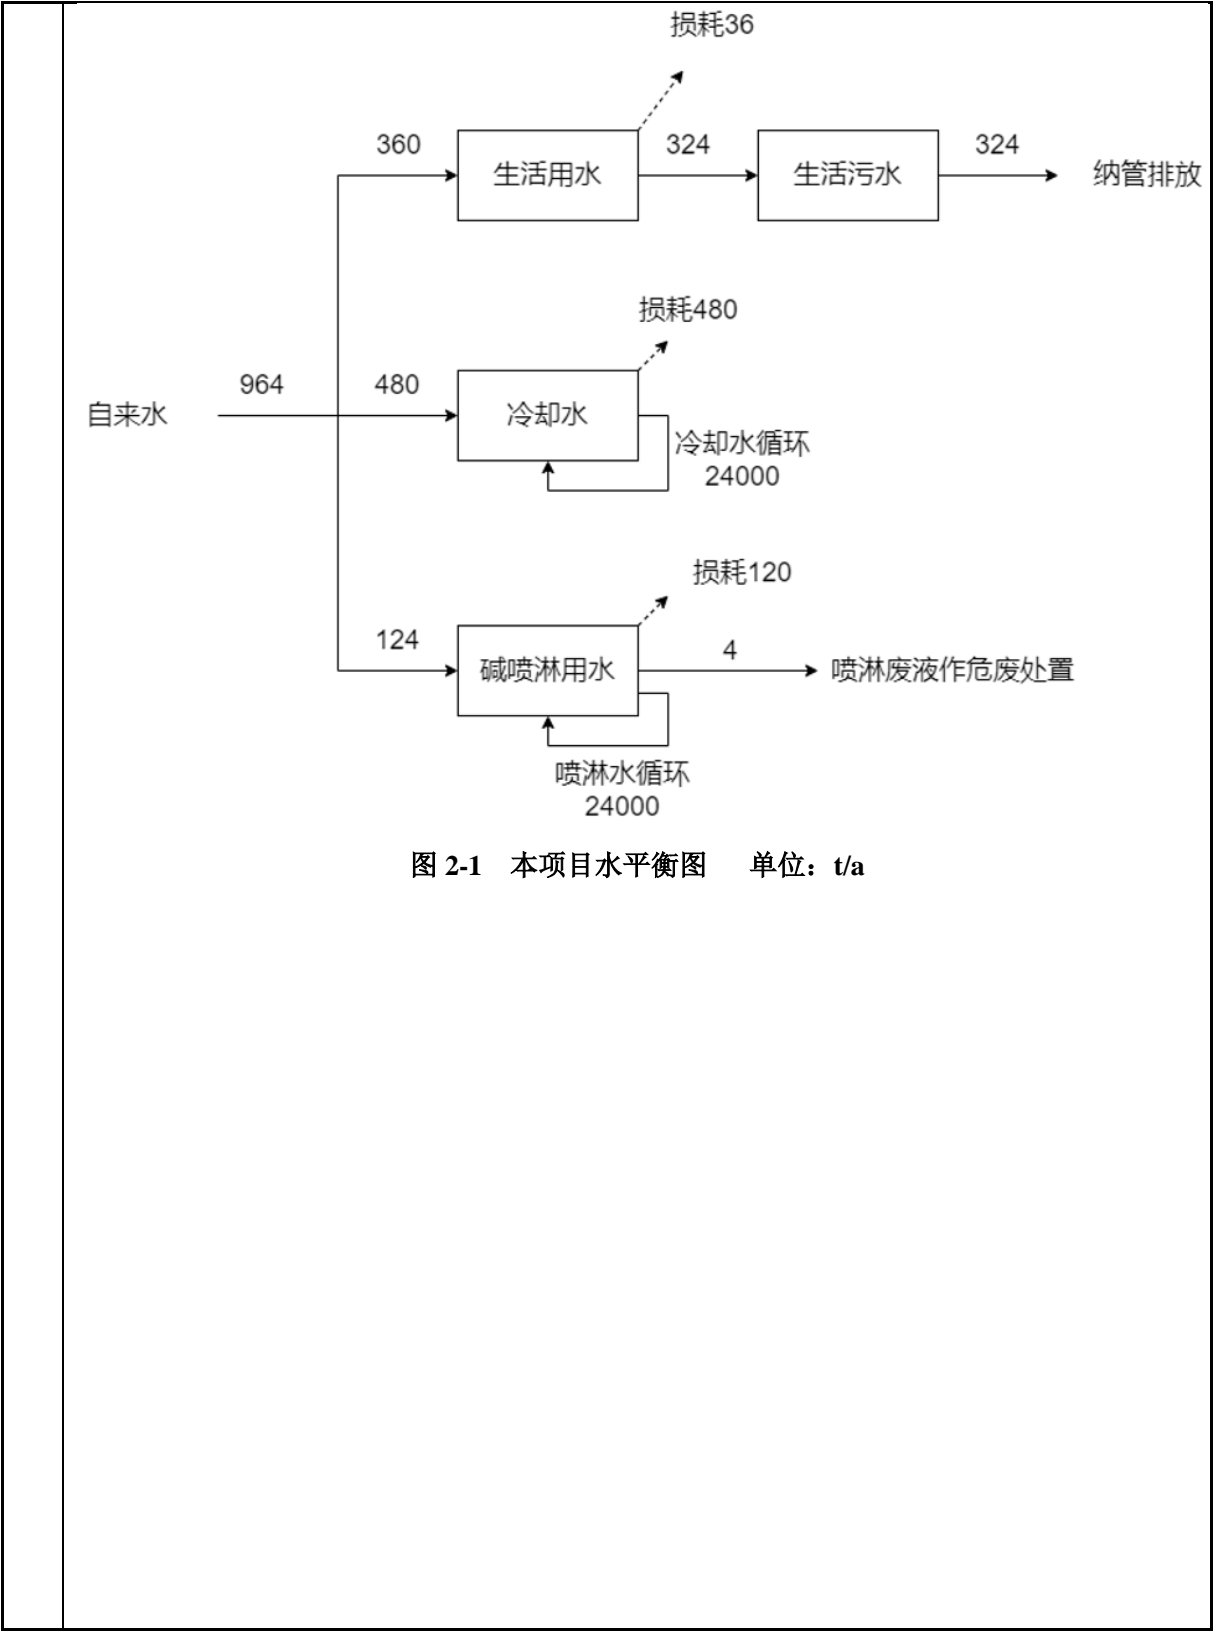 损耗36
360
生活用水
324
生活污水
324
纳管排放
损耗480
自来水
964
480
冷却水
冷却水循环
24000
损耗120
124
碱喷淋用水
4
喷淋废液作危废处置
喷淋水循环
24000
图 2-1 本项目水平衡图 单位：t/a